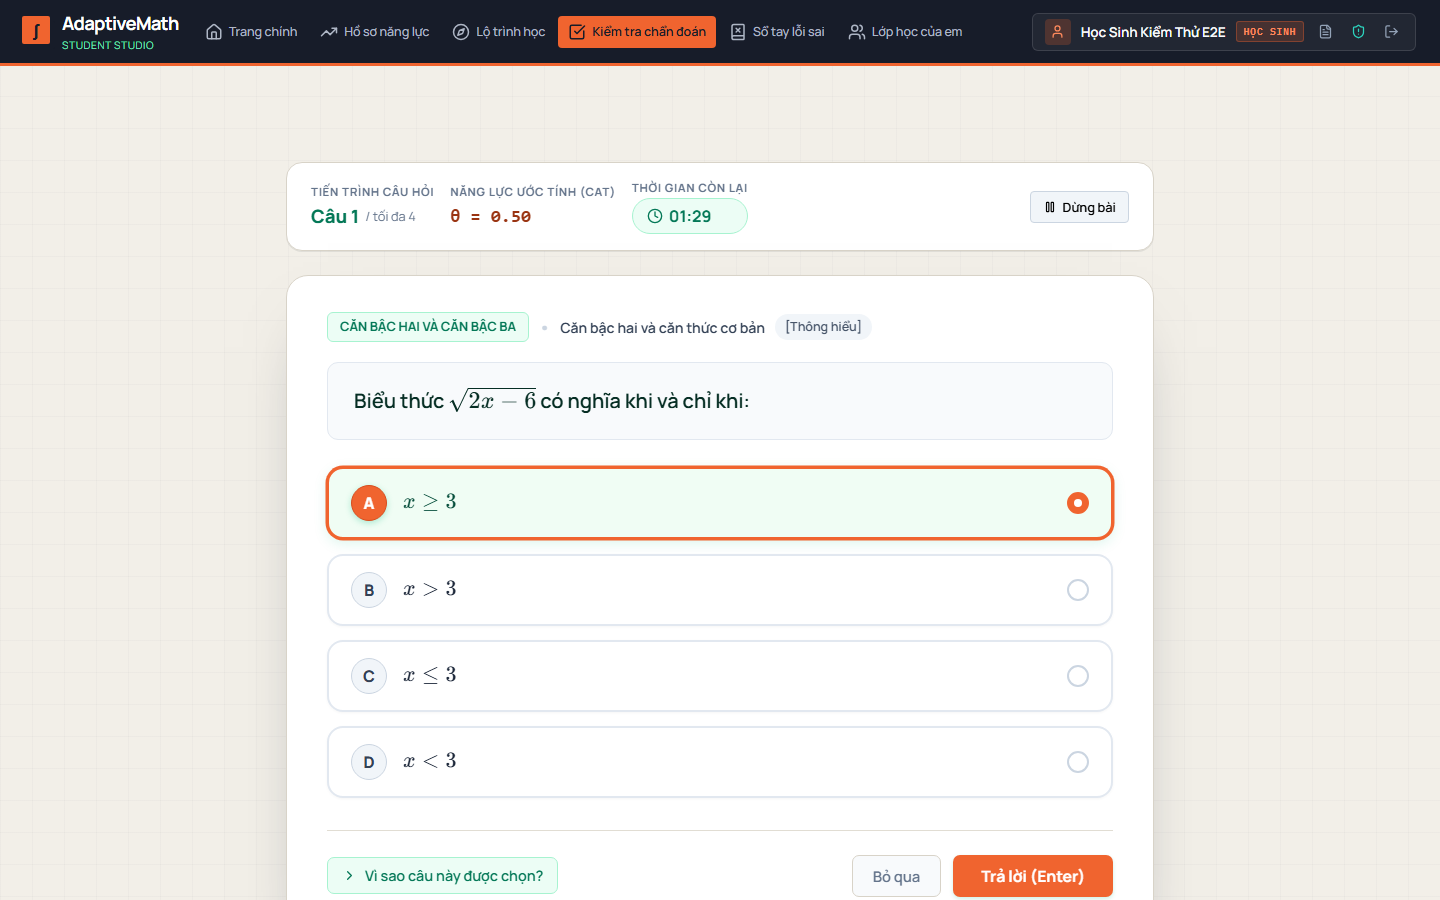 ∫ AdaptiveMath
STUDENT STUDIO
Trang chính
Hồ sơ năng lực
Lộ trình học
Kiểm tra chẩn đoán
Sổ tay lỗi sai
Lớp học của em
Học Sinh Kiểm Thử E2E
HỌC SINH
TIẾN TRÌNH CÂU HỎI
Câu 1 / tối đa 4
NĂNG LỰC ƯỚC TÍNH (CAT)
θ = 0.50
THỜI GIAN CÒN LẠI
01:29
Dừng bài
CĂN BẬC HAI VÀ CĂN BẬC BA
Căn bậc hai và căn thức cơ bản
[Thông hiểu]
Biểu thức √(2x − 6) có nghĩa khi và chỉ khi:
A x ≥ 3
B x > 3
C x ≤ 3
D x < 3
Vì sao câu này được chọn?
Bỏ qua
Trả lời (Enter)